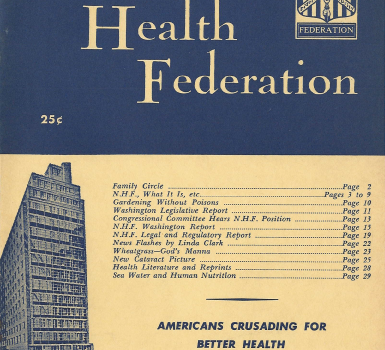 Health
FEDERATION
Federation
25¢
Family Circle ... Page 2
N.H.F., What It Is, etc. ... Pages 3 to 9
Gardening Without Poisons ... Page 10
Washington Legislative Report ... Page 11
Congressional Committee Hears N.H.F. Position ... Page 13
N.H.F. Washington Report ... Page 15
N.H.F. Legal and Regulatory Report ... Page 19
News Flashes by Linda Clark ... Page 22
Wheatgrass—God's Manna ... Page 23
New Cataract Picture ... Page 25
Health Literature and Reprints ... Page 28
Sea Water and Human Nutrition ... Page 29
AMERICANS CRUSADING FOR
BETTER HEALTH